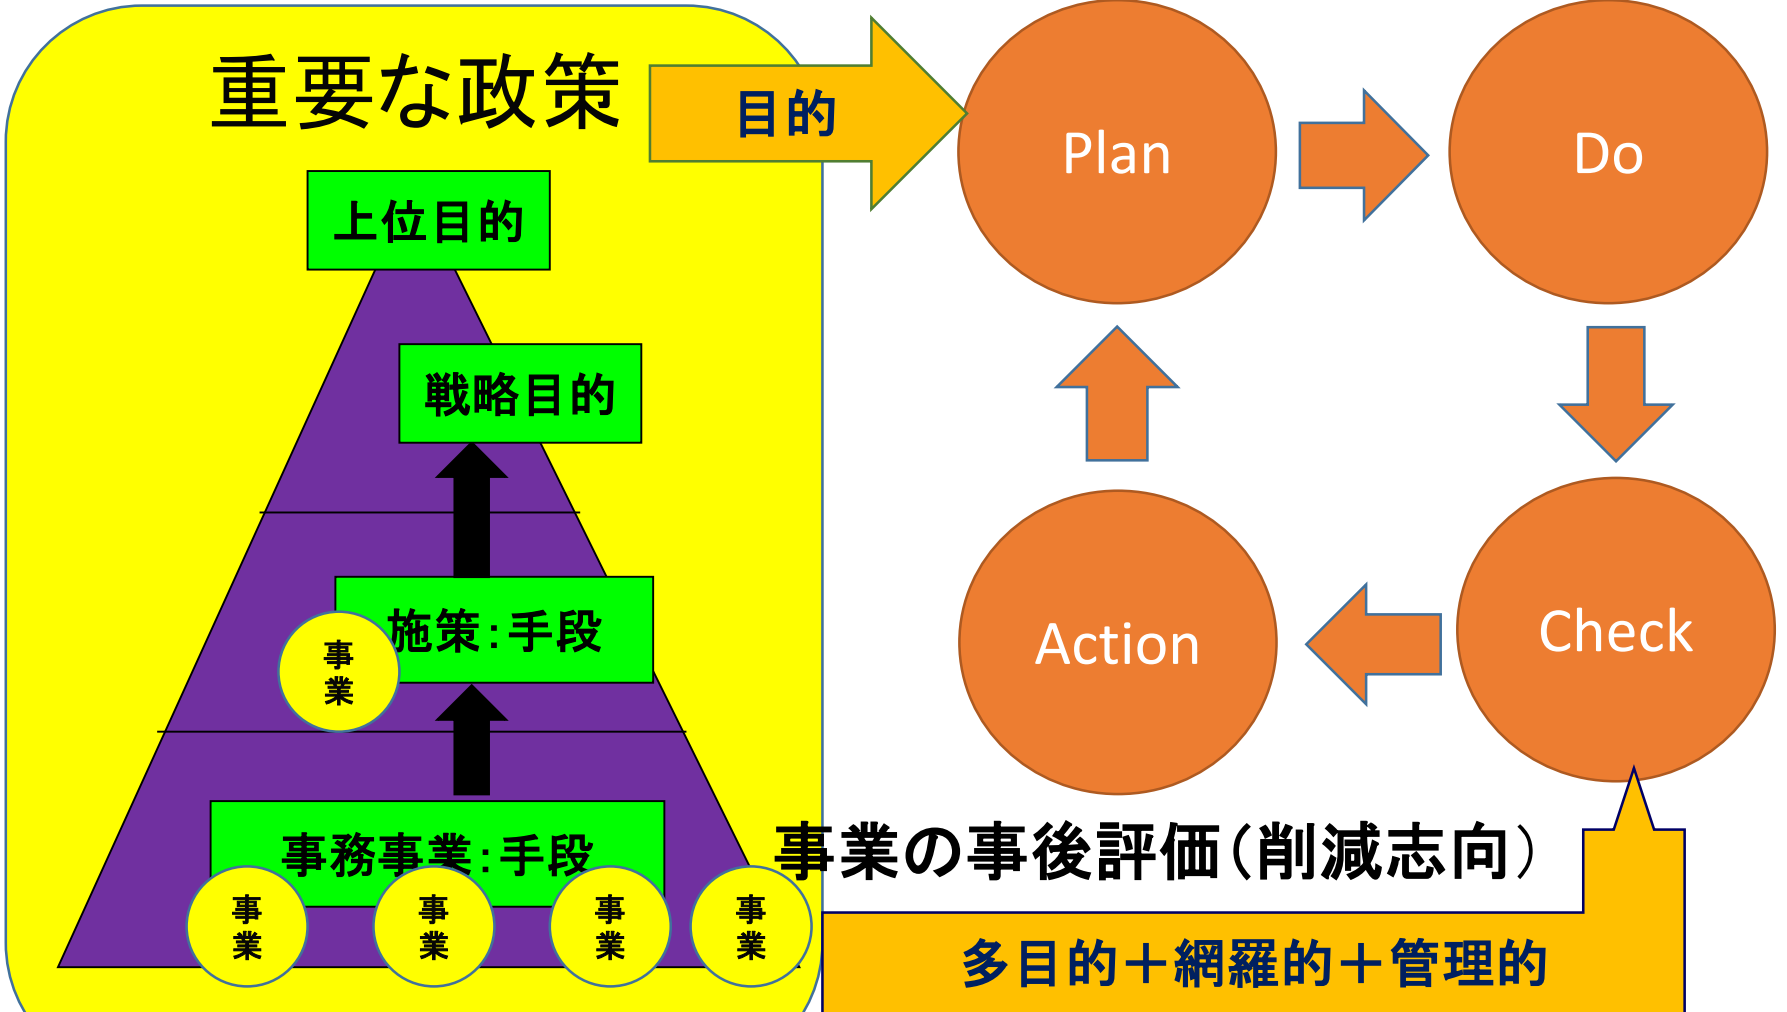 重要な政策
目的
上位目的
戦略目的
施策:手段
事
業
事務事業:手段
事
業
事
業
事
業
事
業
Plan
Do
Check
Action
事業の事後評価(削減志向)
多目的+網羅的+管理的